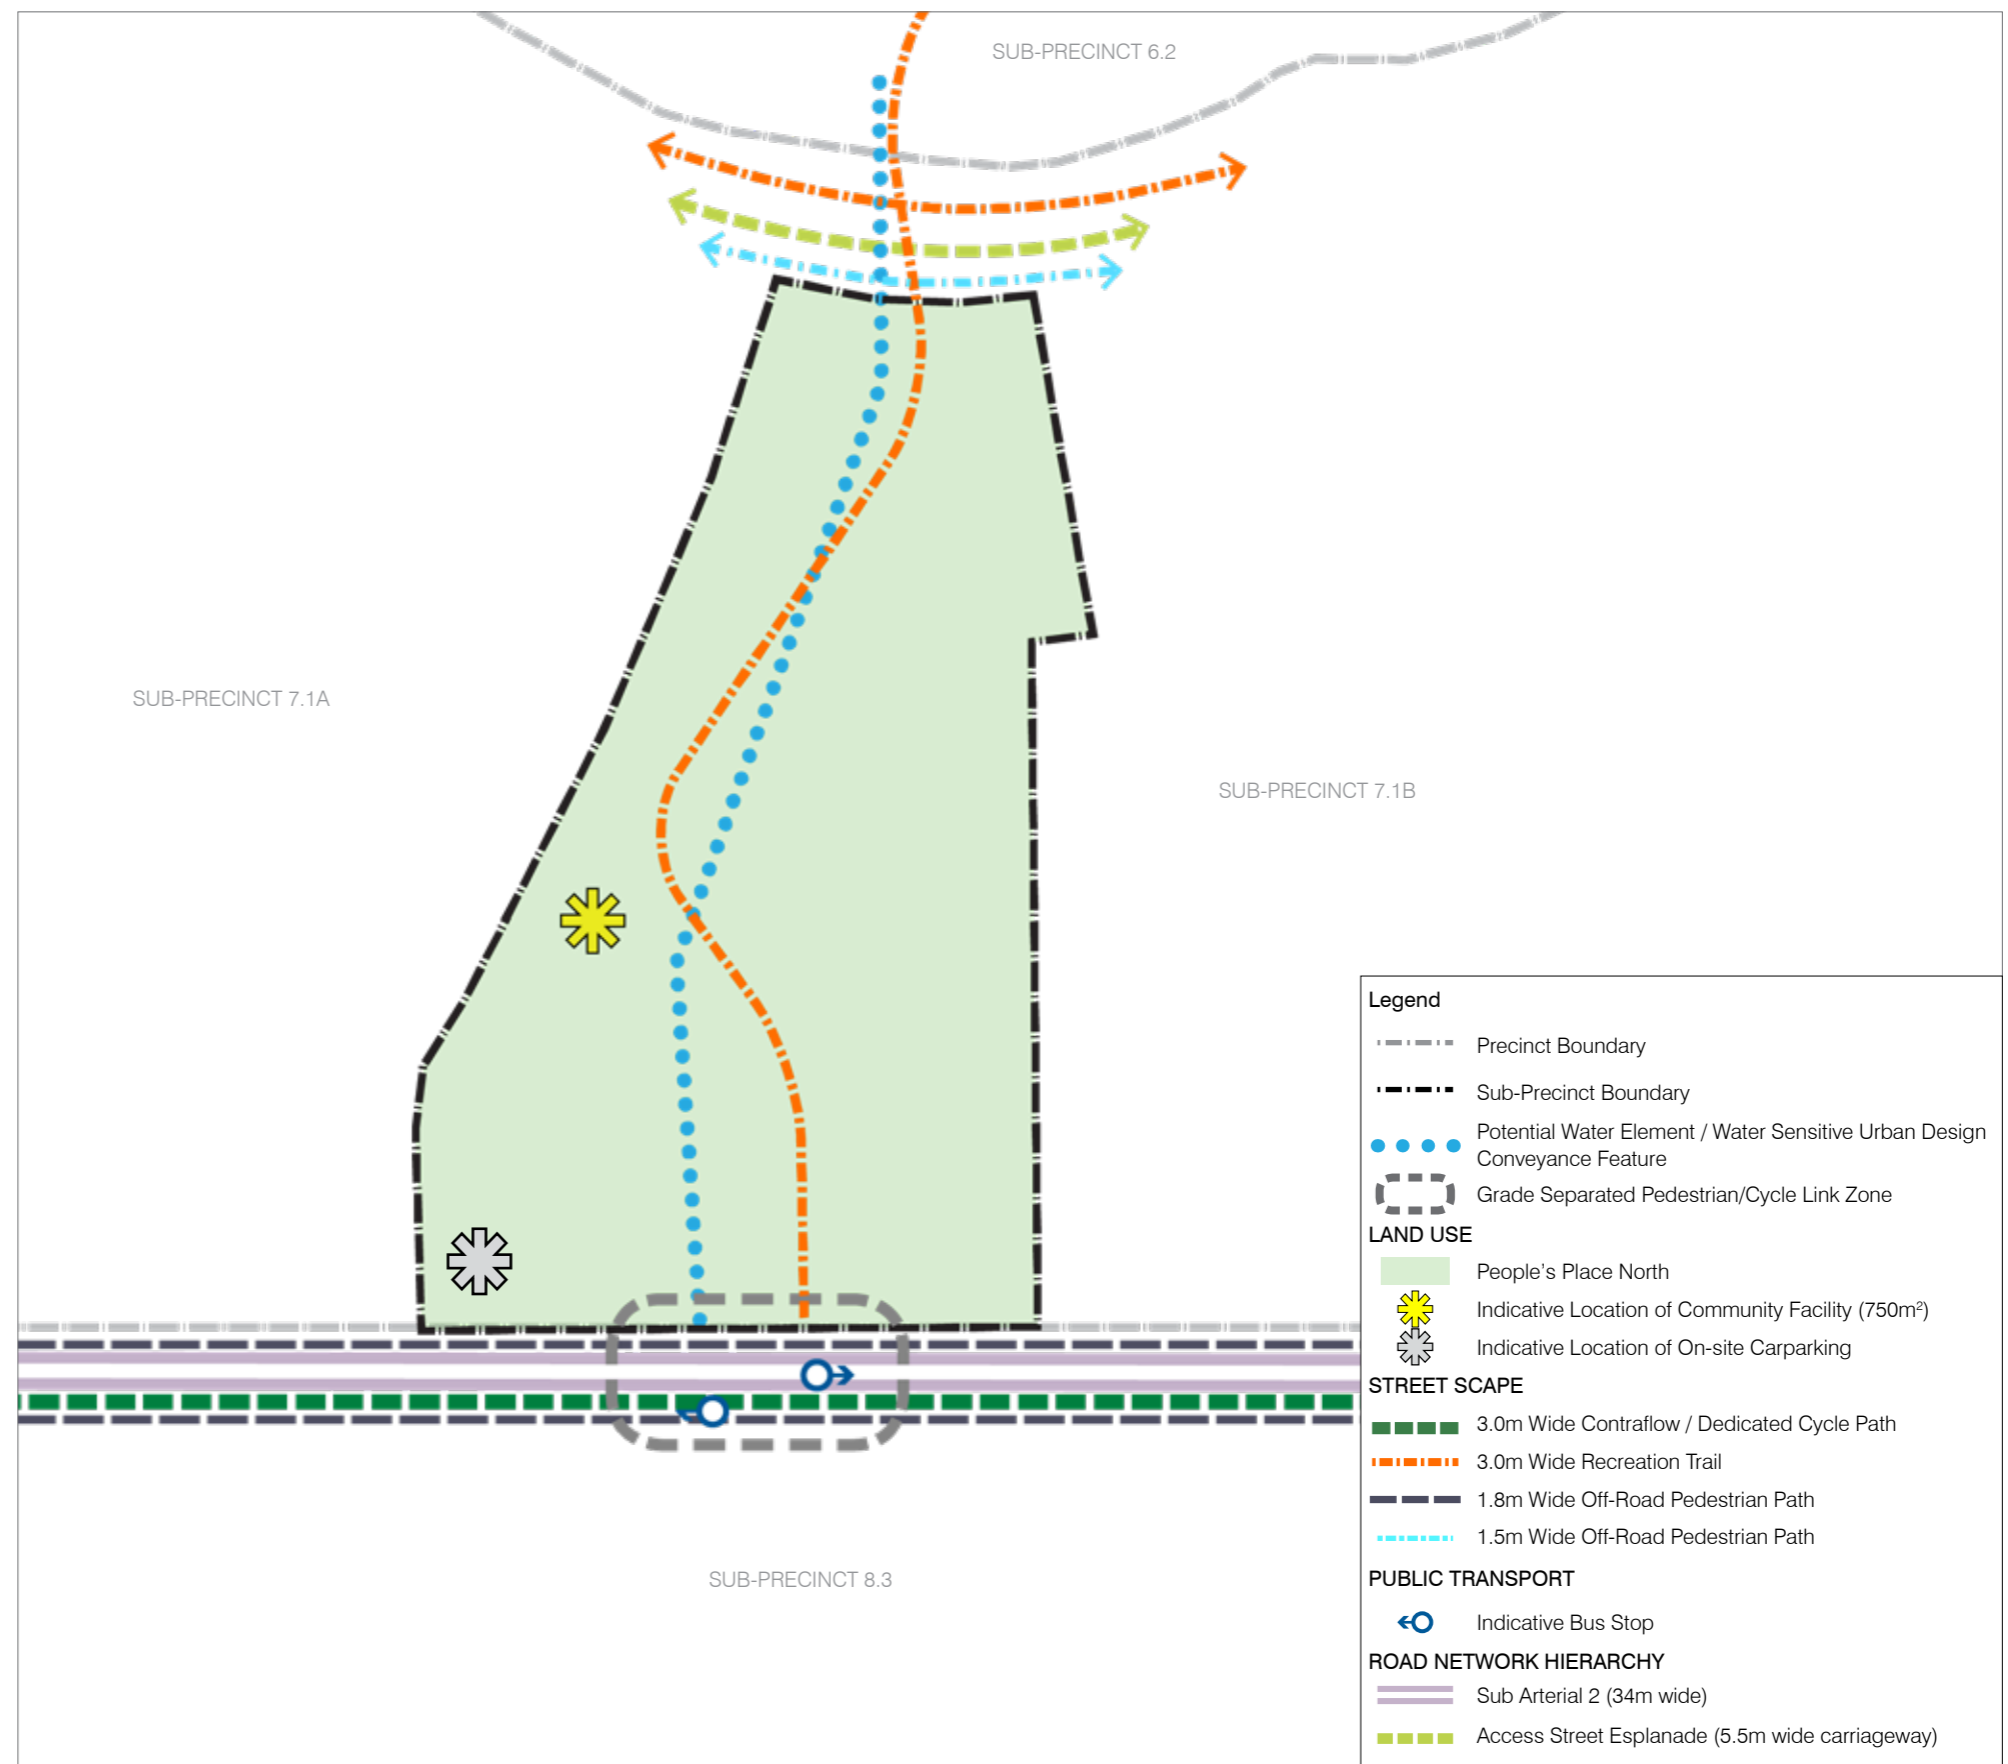 SUB-PRECINCT 6.2
SUB-PRECINCT 7.1A
SUB-PRECINCT 7.1B
SUB-PRECINCT 8.3
Legend
Precinct Boundary
Sub-Precinct Boundary
Potential Water Element / Water Sensitive Urban Design
Conveyance Feature
Grade Separated Pedestrian/Cycle Link Zone
LAND USE
People's Place North
Indicative Location of Community Facility (750m²)
Indicative Location of On-site Carparking
STREET SCAPE
3.0m Wide Contraflow / Dedicated Cycle Path
3.0m Wide Recreation Trail
1.8m Wide Off-Road Pedestrian Path
1.5m Wide Off-Road Pedestrian Path
PUBLIC TRANSPORT
Indicative Bus Stop
ROAD NETWORK HIERARCHY
Sub Arterial 2 (34m wide)
Access Street Esplanade (5.5m wide carriageway)